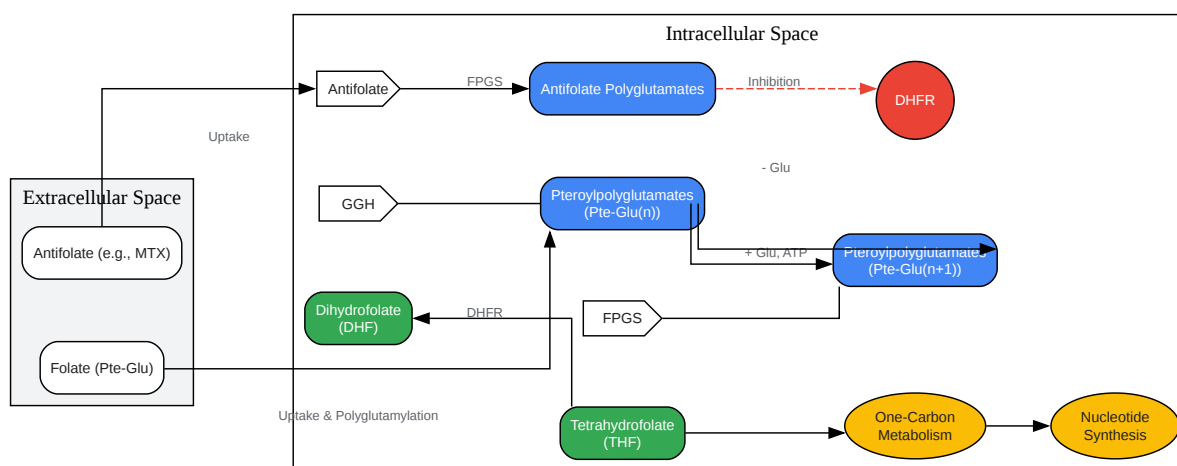 Intracellular Space
Antifolate
FPGS
Antifolate Polyglutamates
Inhibition
DHFR
Uptake
- Glu
Extracellular Space
GGH
Pteroylpolyglutamates
(Pte-Glu(n))
Antifolate (e.g., MTX)
+ Glu, ATP
Pteroylpolyglutamates
(Pte-Glu(n+1))
Dihydrofolate
(DHF)
DHFR
FPGS
Folate (Pte-Glu)
Uptake & Polyglutamylation
Tetrahydrofolate
(THF)
One-Carbon
Metabolism
Nucleotide
Synthesis